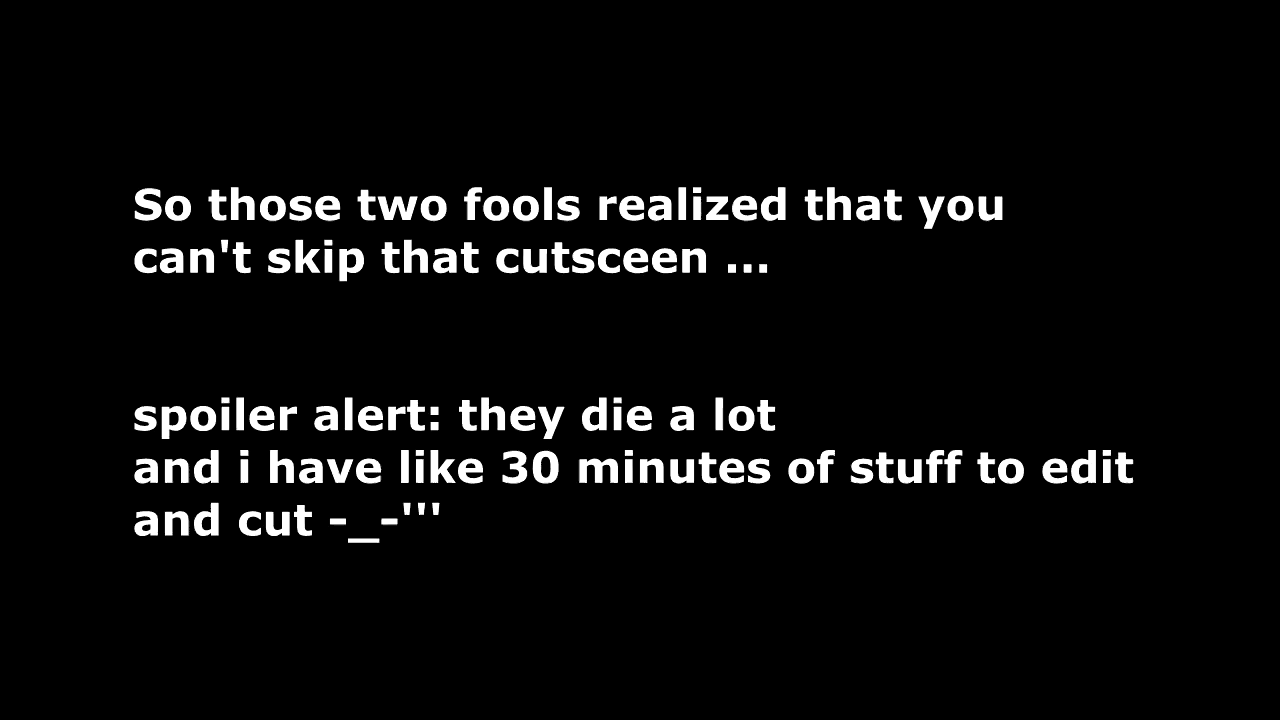 So those two fools realized that you
can't skip that cutsceen ...
spoiler alert: they die a lot
and i have like 30 minutes of stuff to edit
and cut -_-'''